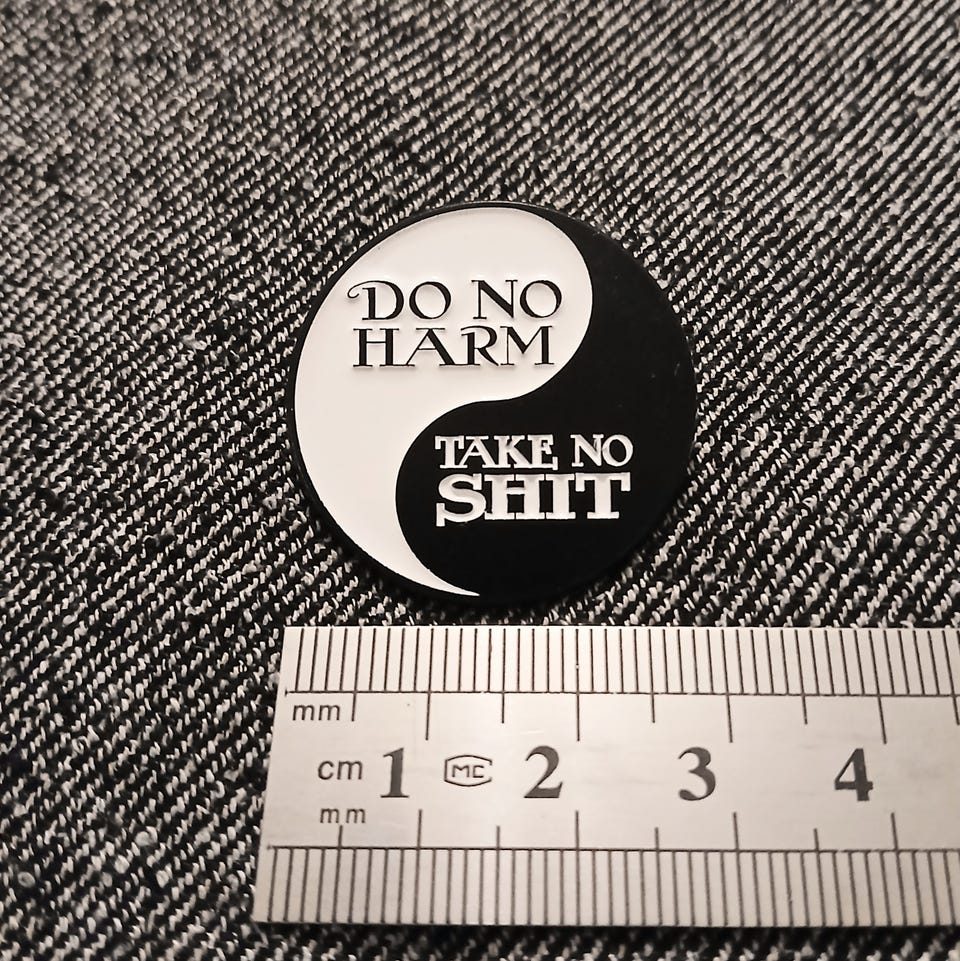 DO NO
HARM
TAKE NO
SHIT
mm
cm 1 MC 2 3 4
mm